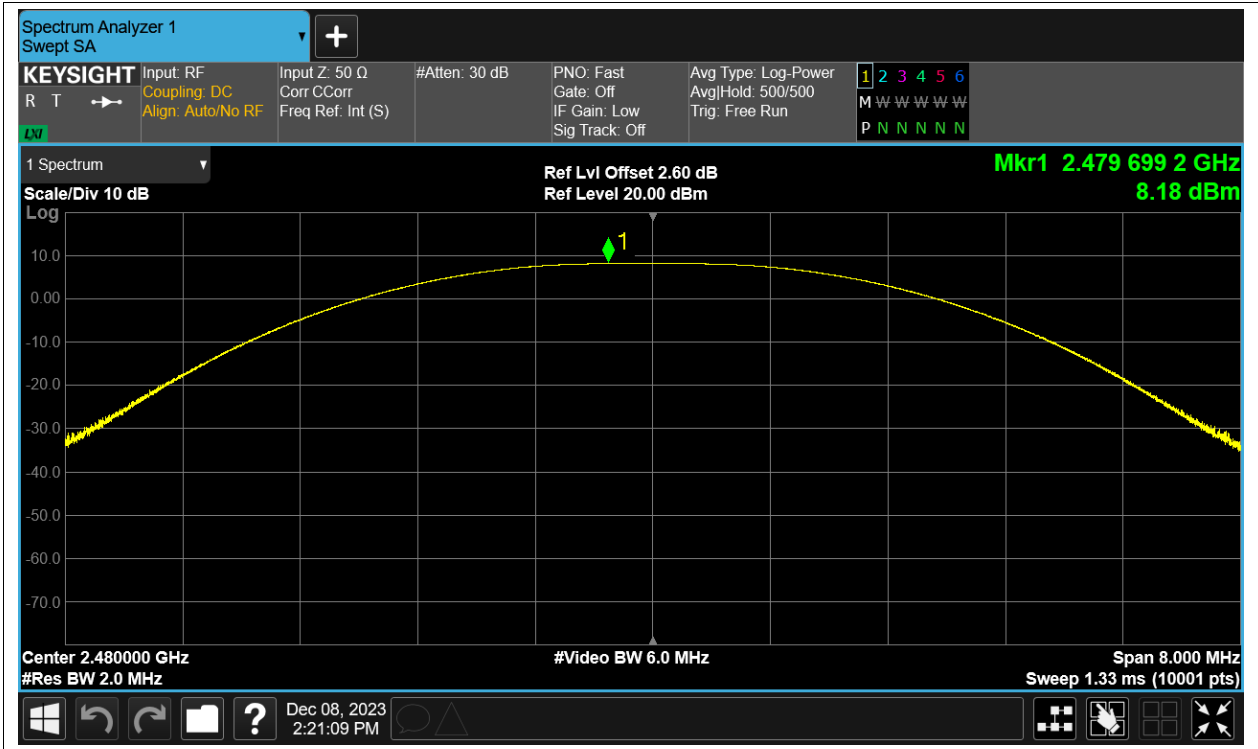 Spectrum Analyzer 1
Swept SA
KEYSIGHT
R T
LXI
Input: RF
Coupling: DC
Align: Auto/No RF
Input Z: 50 Ω
Corr CCorr
Freq Ref: Int (S)
#Atten: 30 dB
PNO: Fast
Gate: Off
IF Gain: Low
Sig Track: Off
Avg Type: Log-Power
Avg|Hold: 500/500
Trig: Free Run
1 2 3 4 5 6
M W W W W W
P N N N N N
1 Spectrum
Scale/Div 10 dB
Log
Ref Lvl Offset 2.60 dB
Ref Level 20.00 dBm
Mkr1 2.479 699 2 GHz
8.18 dBm
1
10.0
0.00
-10.0
-20.0
-30.0
-40.0
-50.0
-60.0
-70.0
Center 2.480000 GHz
#Res BW 2.0 MHz
#Video BW 6.0 MHz
Span 8.000 MHz
Sweep 1.33 ms (10001 pts)
?
Dec 08, 2023
2:21:09 PM